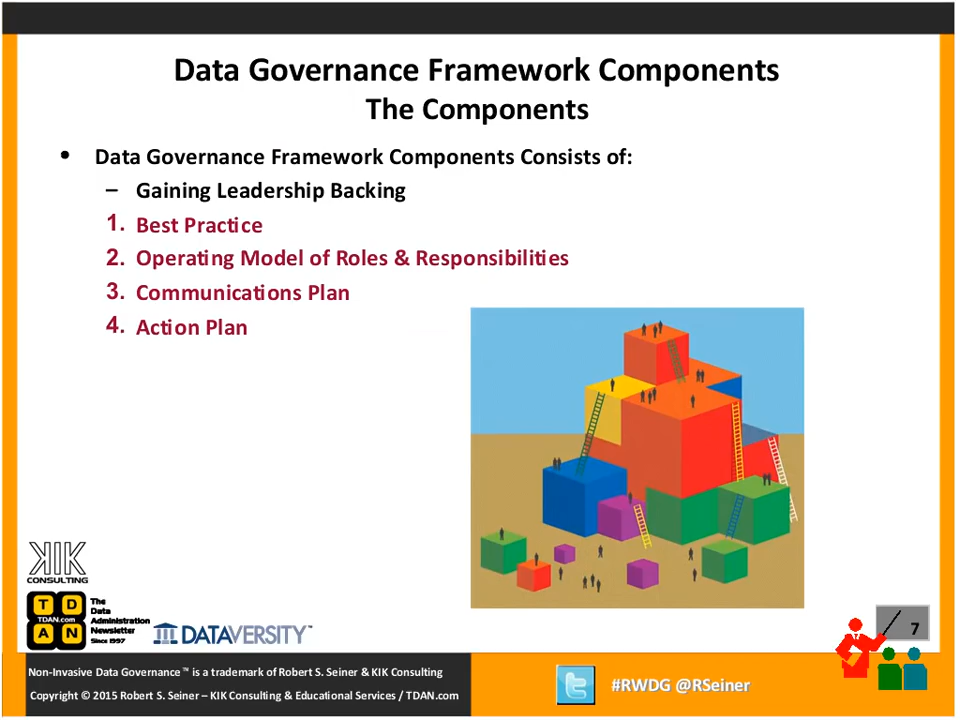 Data Governance Framework Components
The Components
• Data Governance Framework Components Consists of:
– Gaining Leadership Backing
1. Best Practice
2. Operating Model of Roles & Responsibilities
3. Communications Plan
4. Action Plan
KIK
CONSULTING
T D
TDAN.com
A N
The
Data
Administration
Newsletter
Since 1997
DATAVERSITY™
7
Non-Invasive Data Governance™ is a trademark of Robert S. Seiner & KIK Consulting
Copyright © 2015 Robert S. Seiner – KIK Consulting & Educational Services / TDAN.com
#RWDG @RSeiner